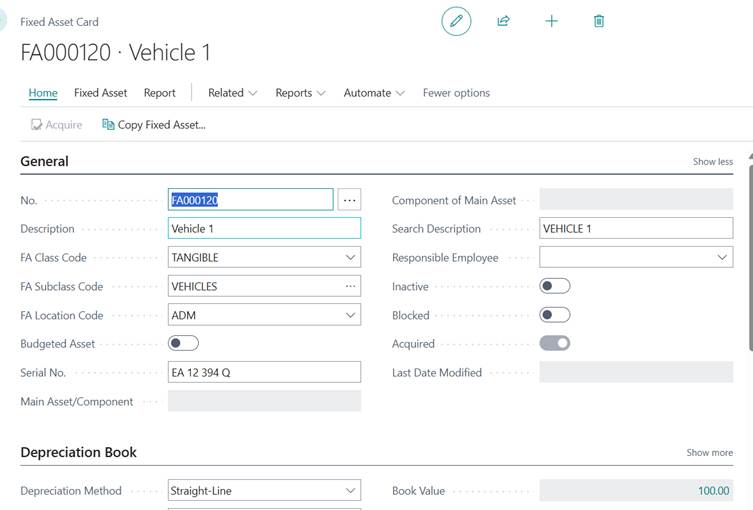 Fixed Asset Card
FA000120 · Vehicle 1
Home Fixed Asset Report Related Reports Automate Fewer options
Acquire Copy Fixed Asset...
General Show less
No. FA000120 ... Component of Main Asset
Description Vehicle 1 Search Description VEHICLE 1
FA Class Code TANGIBLE Responsible Employee
FA Subclass Code VEHICLES ... Inactive
FA Location Code ADM Blocked
Budgeted Asset Acquired
Serial No. EA 12 394 Q Last Date Modified
Main Asset/Component
Depreciation Book Show more
Depreciation Method Straight-Line Book Value 100.00